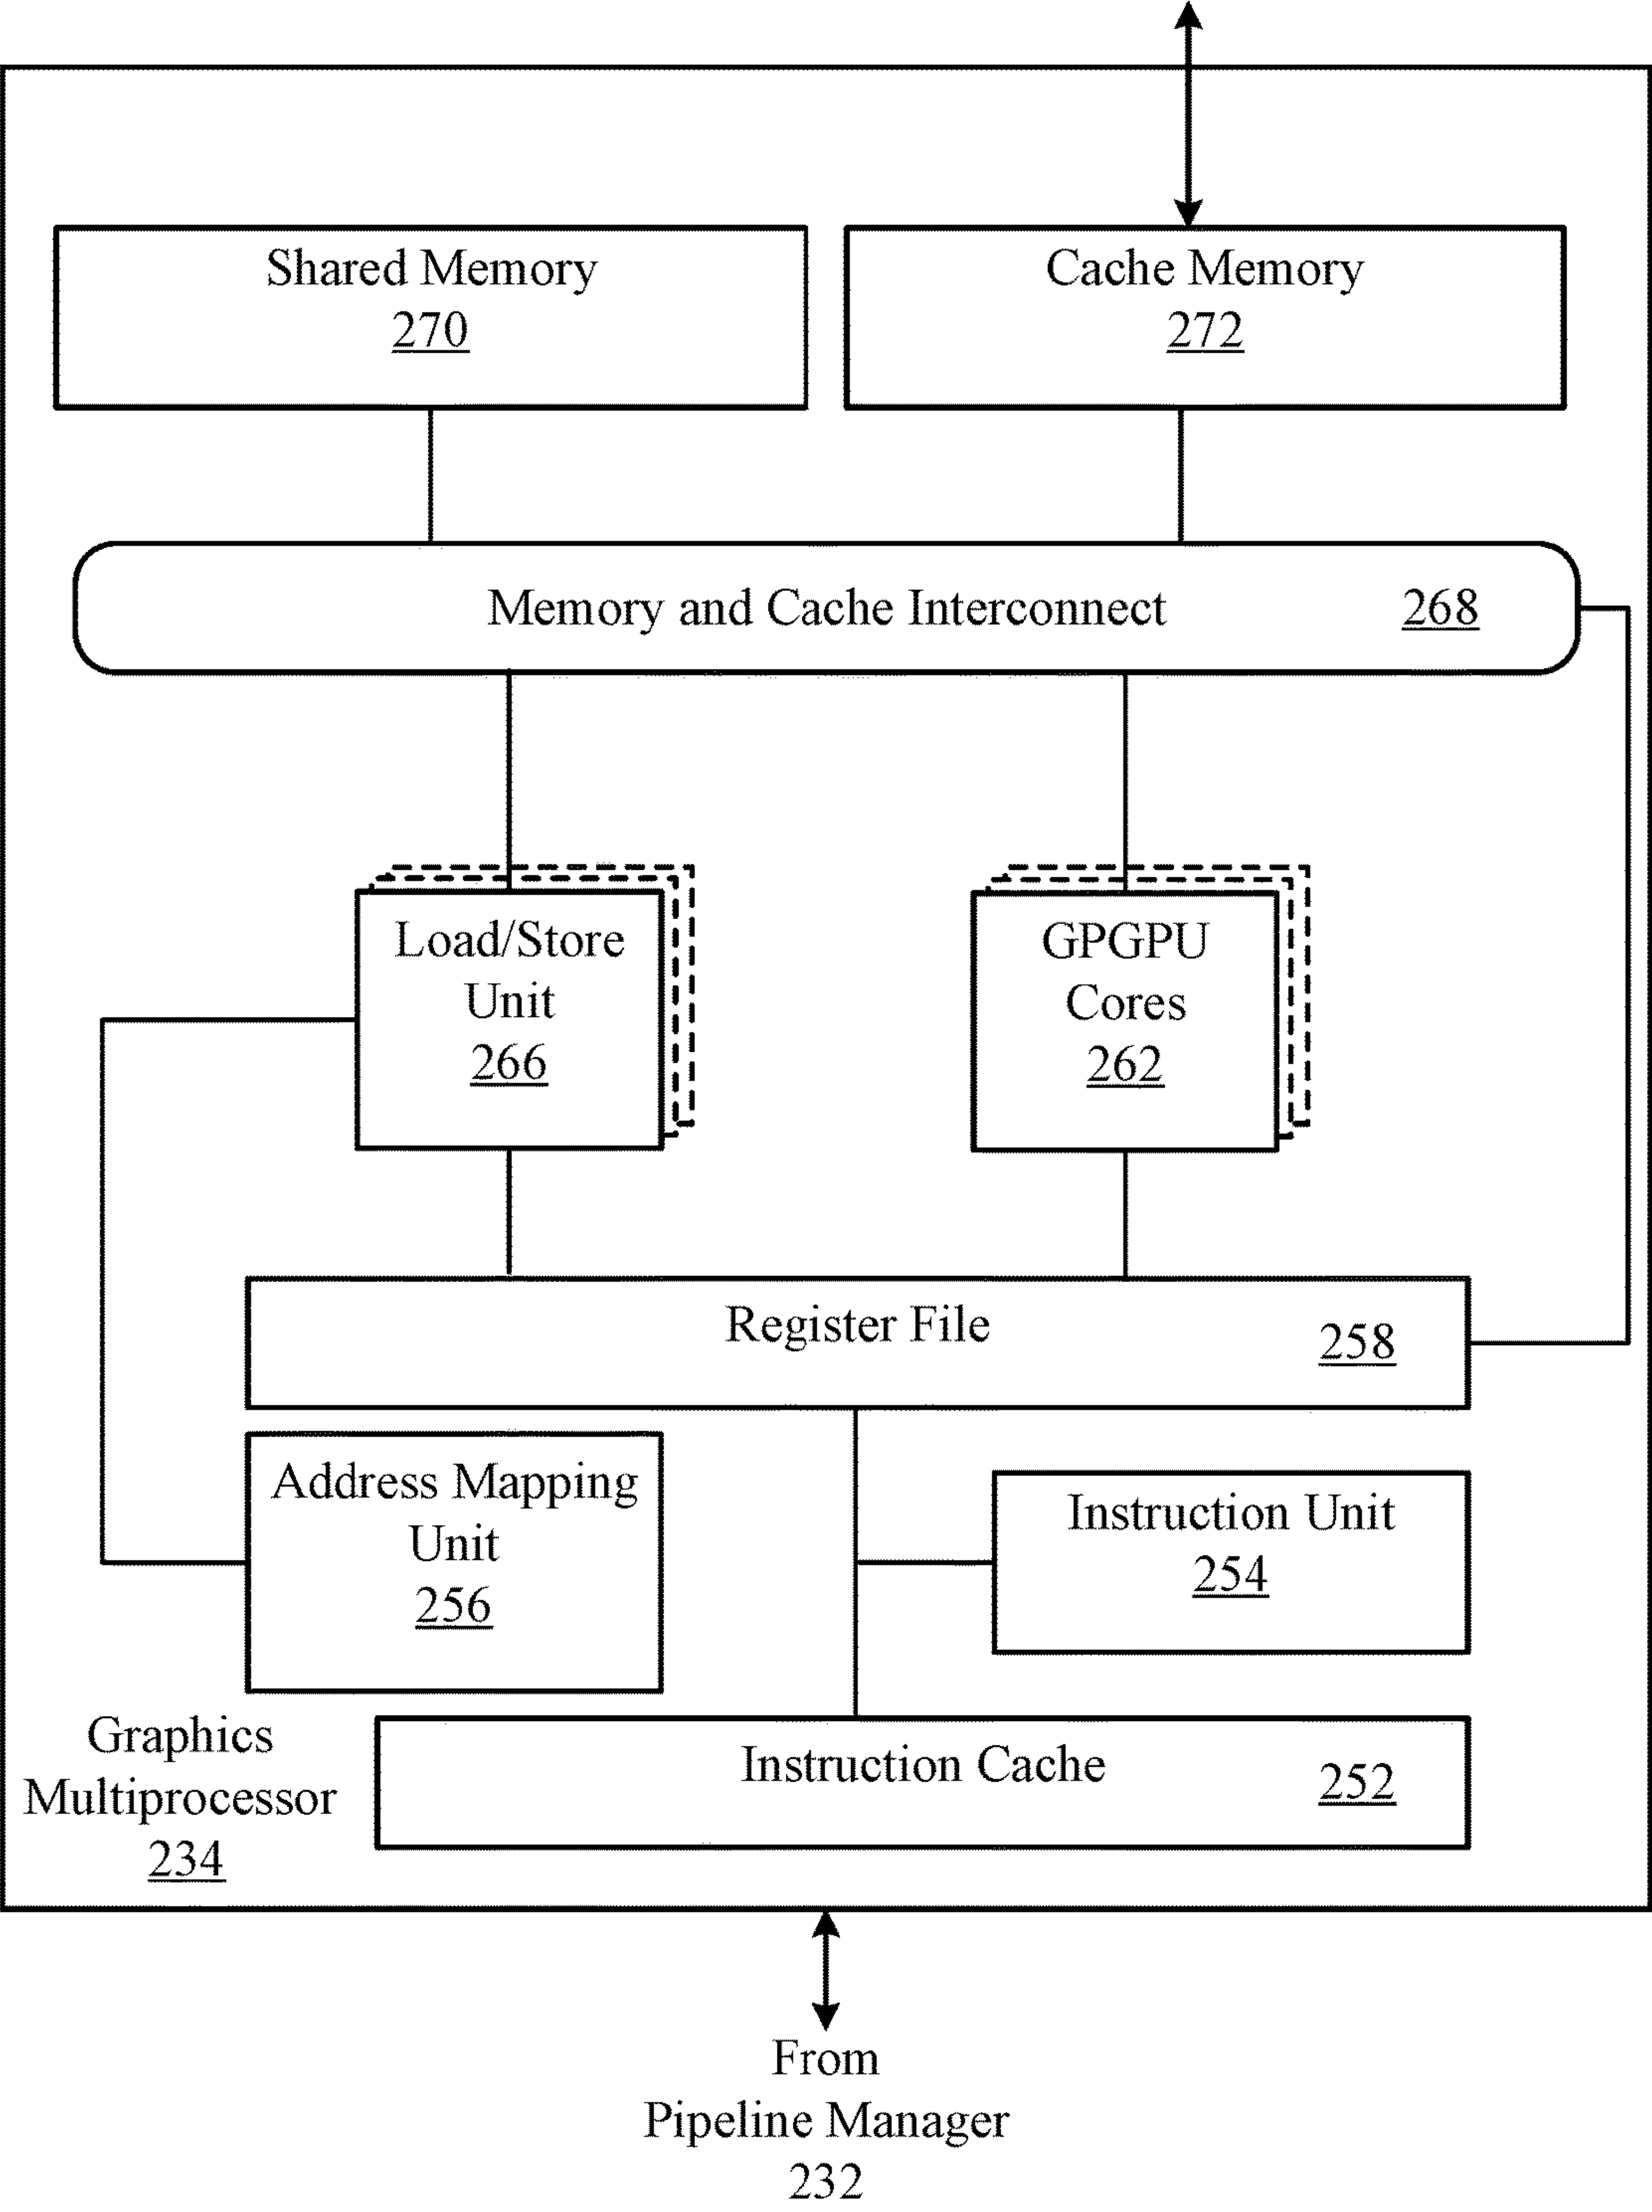 Shared Memory
270
Cache Memory
272
Memory and Cache Interconnect 268
Load/Store
Unit
266
GPGPU
Cores
262
Register File 258
Address Mapping
Unit
256
Instruction Unit
254
Graphics
Multiprocessor
234
Instruction Cache 252
From
Pipeline Manager
232